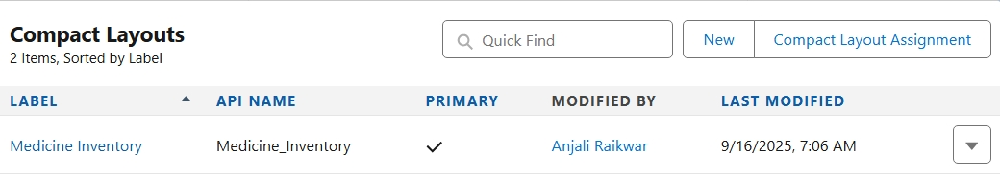 Compact Layouts
2 Items, Sorted by Label
Quick Find
New
Compact Layout Assignment
LABEL API NAME PRIMARY MODIFIED BY LAST MODIFIED
Medicine Inventory Medicine_Inventory Anjali Raikwar 9/16/2025, 7:06 AM